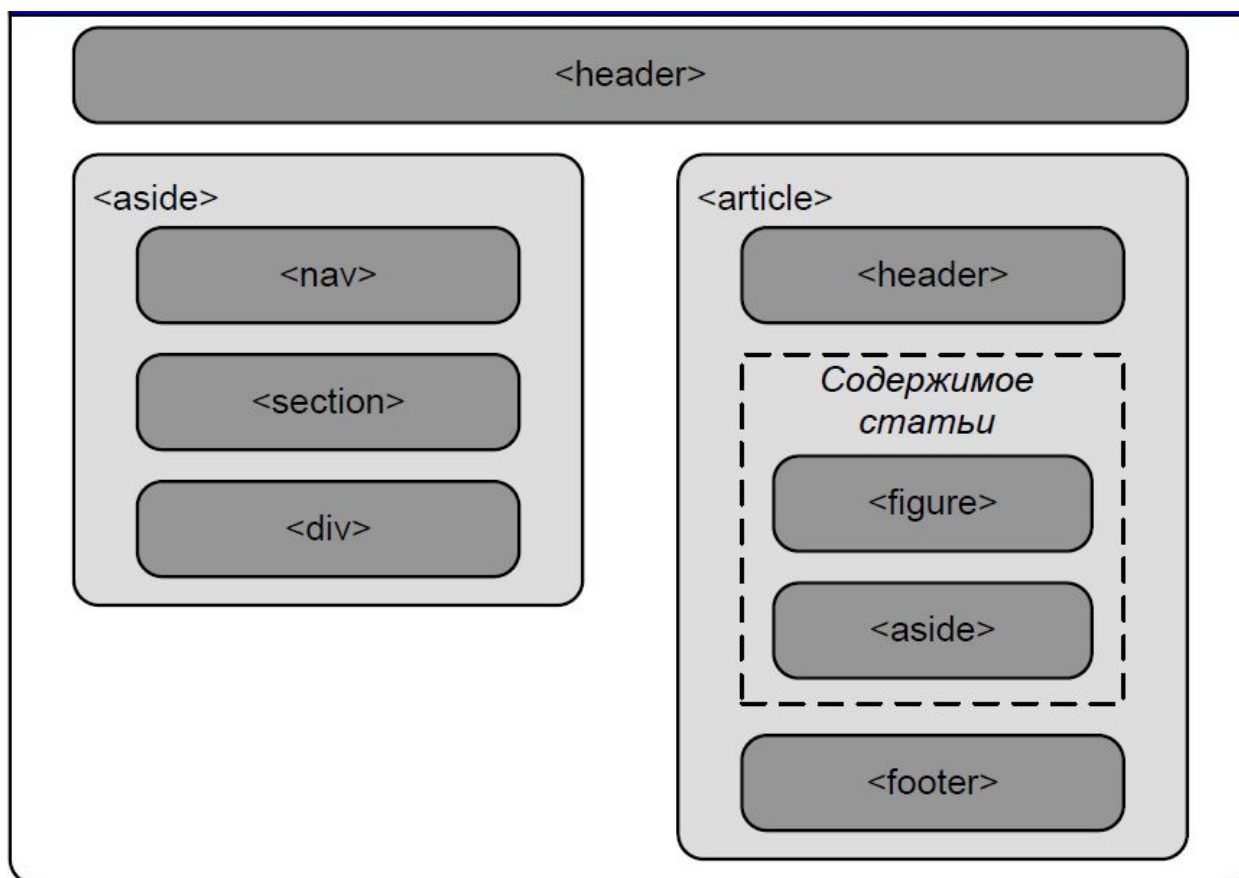 <header>
<aside>
<nav>
<section>
<div>
<article>
<header>
Содержимое
статьи
<figure>
<aside>
<footer>